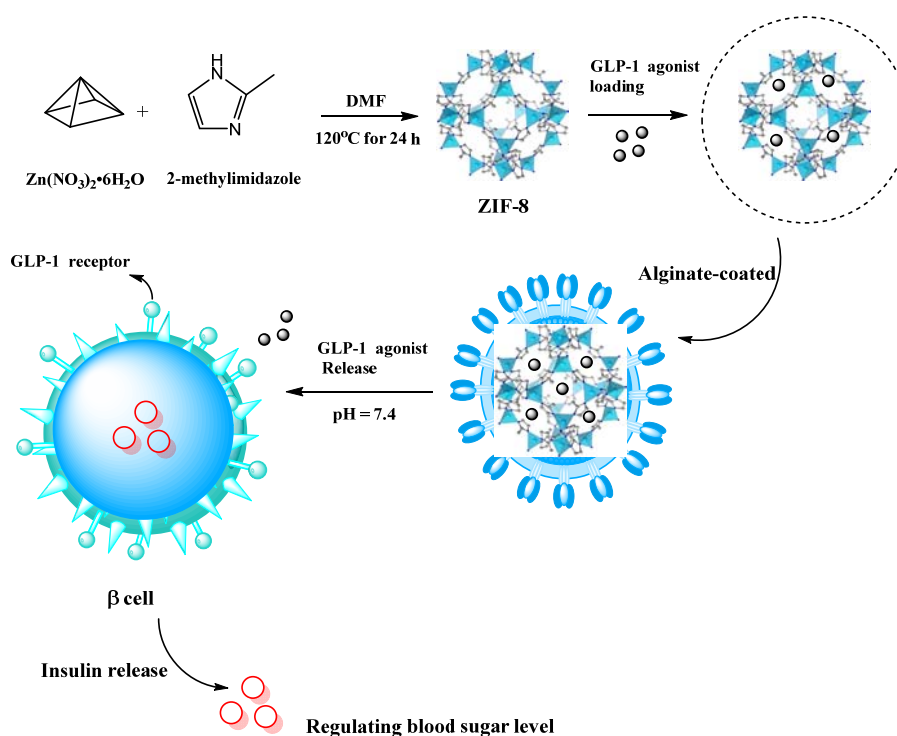 H
N
N
+
Zn(NO3)2•6H2O
2-methylimidazole
DMF
120°C for 24 h
ZIF-8
GLP-1 agonist
loading
Alginate-coated
GLP-1 receptor
GLP-1 agonist
Release
pH = 7.4
β cell
Insulin release
Regulating blood sugar level